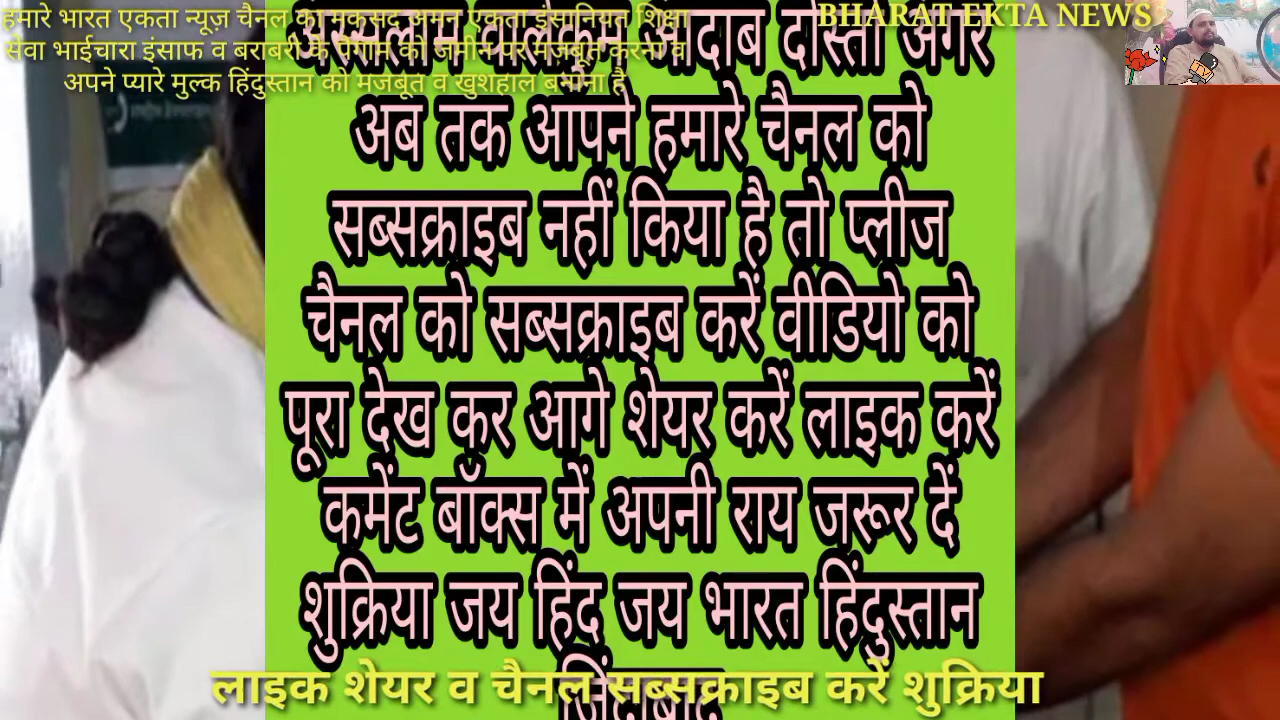 हमारे भारत एकता न्यूज़ चैनल का मकसद अमन एकता इंसानियत शिक्षा
सेवा भाईचारा इंसाफ व बराबरी के पैगाम को जमीन पर मजबूत करना व
अपने प्यारे मुल्क हिंदुस्तान को मजबूत व खुशहाल बनाना है
BHARAT EKTA NEWS
अस्सलाम वालेकुम आदाब दोस्तों अगर
अब तक आपने हमारे चैनल को
सब्सक्राइब नहीं किया है तो प्लीज
चैनल को सब्सक्राइब करें वीडियो को
पूरा देख कर आगे शेयर करें लाइक करें
कमेंट बॉक्स में अपनी राय जरूर दें
शुक्रिया जय हिंद जय भारत हिंदुस्तान
जिंदाबाद
लाइक शेयर व चैनल सब्सक्राइब करें शुक्रिया